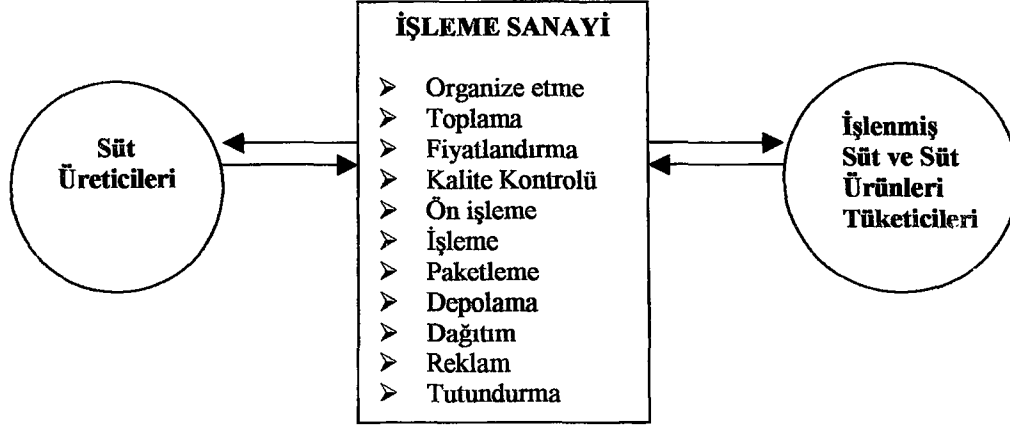 Süt
Üreticileri
İŞLEME SANAYİ
➢ Organize etme
➢ Toplama
➢ Fiyatlandırma
➢ Kalite Kontrolü
➢ Ön işleme
➢ İşleme
➢ Paketleme
➢ Depolama
➢ Dağıtım
➢ Reklam
➢ Tutundurma
İşlenmiş
Süt ve Süt
Ürünleri
Tüketicileri